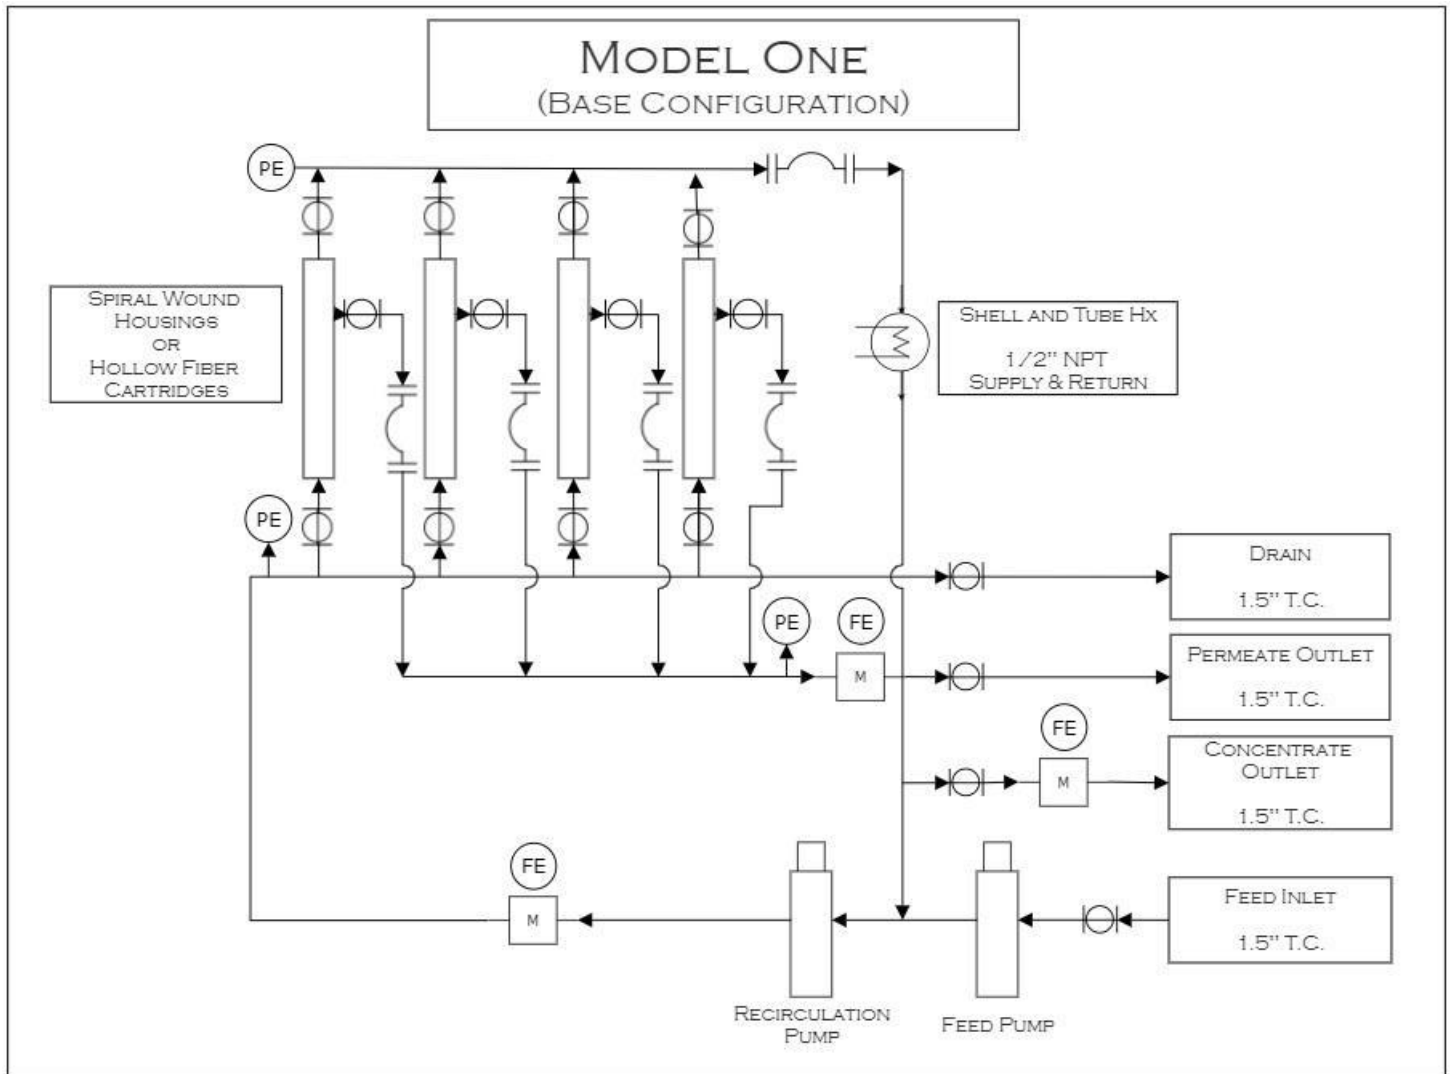 MODEL ONE
(BASE CONFIGURATION)
PE
SPIRAL WOUND
HOUSINGS
OR
HOLLOW FIBER
CARTRIDGES
SHELL AND TUBE HX
1/2" NPT
SUPPLY & RETURN
PE
DRAIN
1.5" T.C.
PE
FE
M
PERMEATE OUTLET
1.5" T.C.
FE
M
CONCENTRATE
OUTLET
1.5" T.C.
FE
M
FEED INLET
1.5" T.C.
RECIRCULATION
PUMP
FEED PUMP